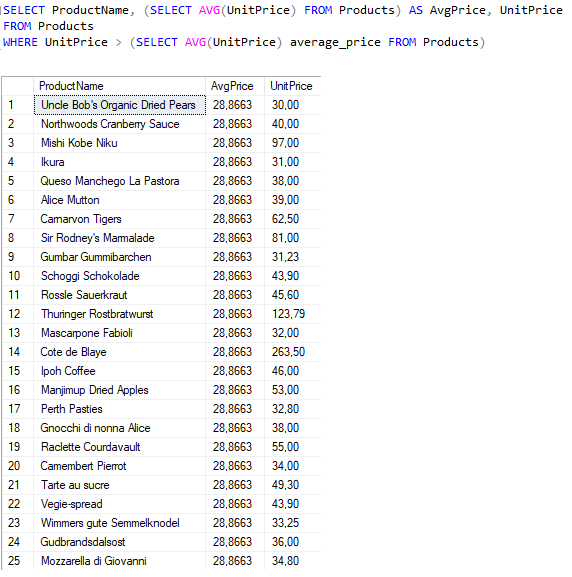 SELECT ProductName, (SELECT AVG(UnitPrice) FROM Products) AS AvgPrice, UnitPrice
FROM Products
WHERE UnitPrice > (SELECT AVG(UnitPrice) average_price FROM Products)
ProductName AvgPrice UnitPrice
1 Uncle Bob's Organic Dried Pears 28,8663 30,00
2 Northwoods Cranberry Sauce 28,8663 40,00
3 Mishi Kobe Niku 28,8663 97,00
4 Ikura 28,8663 31,00
5 Queso Manchego La Pastora 28,8663 38,00
6 Alice Mutton 28,8663 39,00
7 Carnarvon Tigers 28,8663 62,50
8 Sir Rodney's Marmalade 28,8663 81,00
9 Gumbar Gummibarchen 28,8663 31,23
10 Schoggi Schokolade 28,8663 43,90
11 Rossle Sauerkraut 28,8663 45,60
12 Thuringer Rostbratwurst 28,8663 123,79
13 Mascarpone Fabioli 28,8663 32,00
14 Cote de Blaye 28,8663 263,50
15 Ipoh Coffee 28,8663 46,00
16 Manjimup Dried Apples 28,8663 53,00
17 Perth Pasties 28,8663 32,80
18 Gnocchi di nonna Alice 28,8663 38,00
19 Raclette Courdavault 28,8663 55,00
20 Camembert Pierrot 28,8663 34,00
21 Tarte au sucre 28,8663 49,30
22 Vegie-spread 28,8663 43,90
23 Wimmers gute Semmelknodel 28,8663 33,25
24 Gudbrandsdalsost 28,8663 36,00
25 Mozzarella di Giovanni 28,8663 34,80